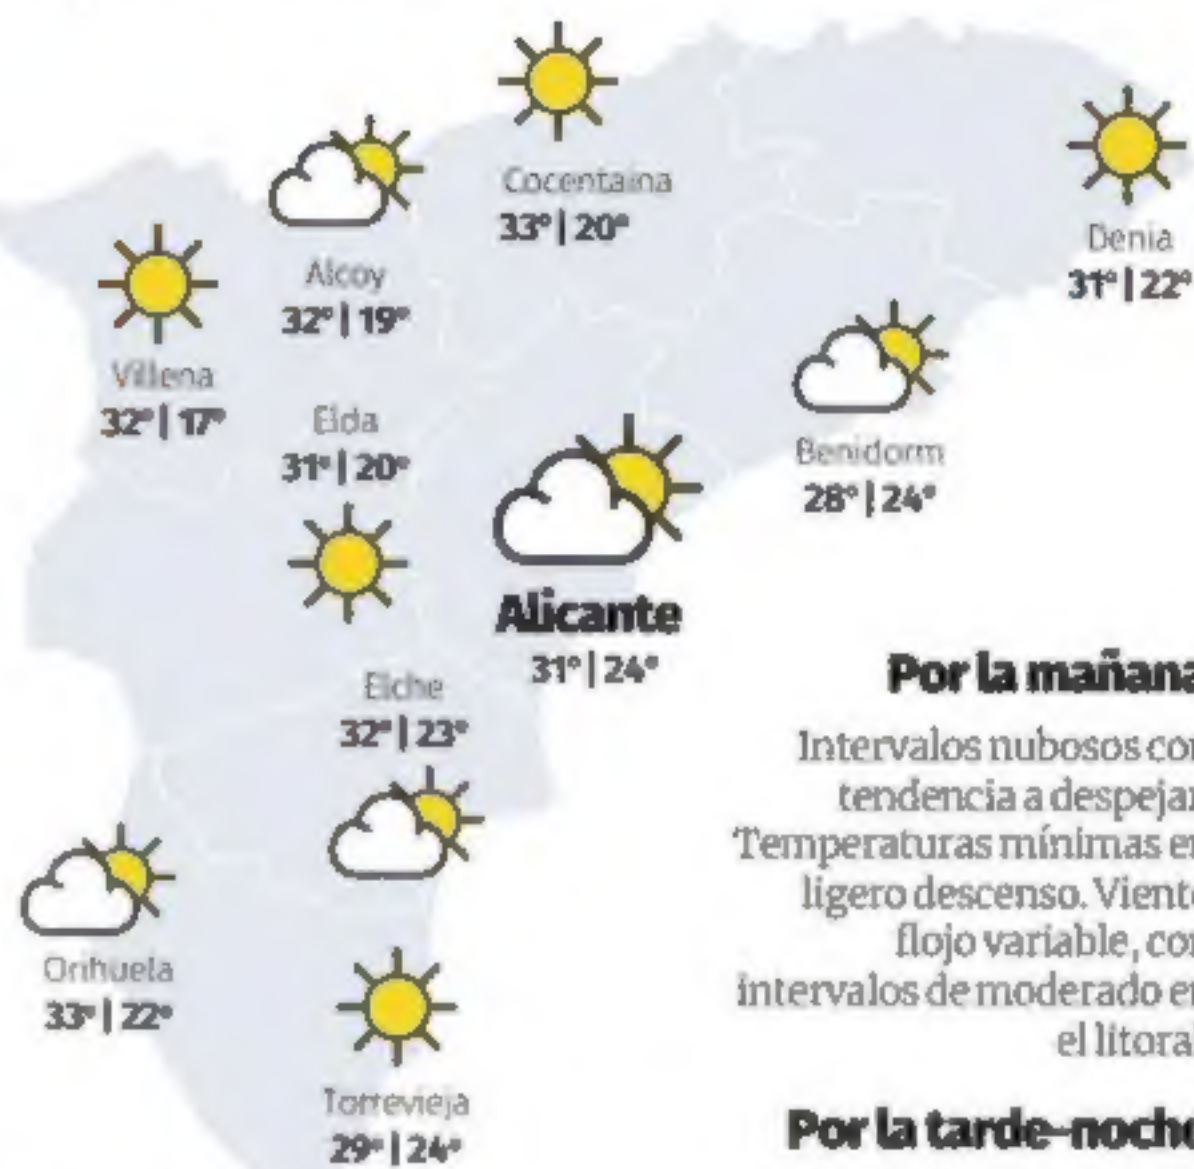 Cocentaina
33° | 20°
Denia
31° | 22°
Alcoy
32° | 19°
Villena
32° | 17°
Elda
31° | 20°
Benidorm
28° | 24°
Alicante
31° | 24°
Elche
32° | 23°
Orihuela
33° | 22°
Torrevieja
29° | 24°
Por la mañana
Intervalos nubosos con
tendencia a despejar.
Temperaturas mínimas en
ligero descenso. Viento
flojo variable, con
intervalos de moderado en
el litoral
Por la tarde-noche